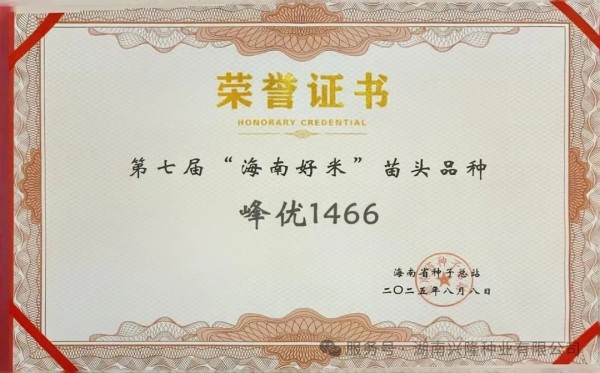 荣誉证书
HONORARY CREDENTIAL
第七届“海南好米”苗头品种
峰优1466
海南省种子总站
二〇二五年八月八日
服务号·海南兴隆种业有限公司